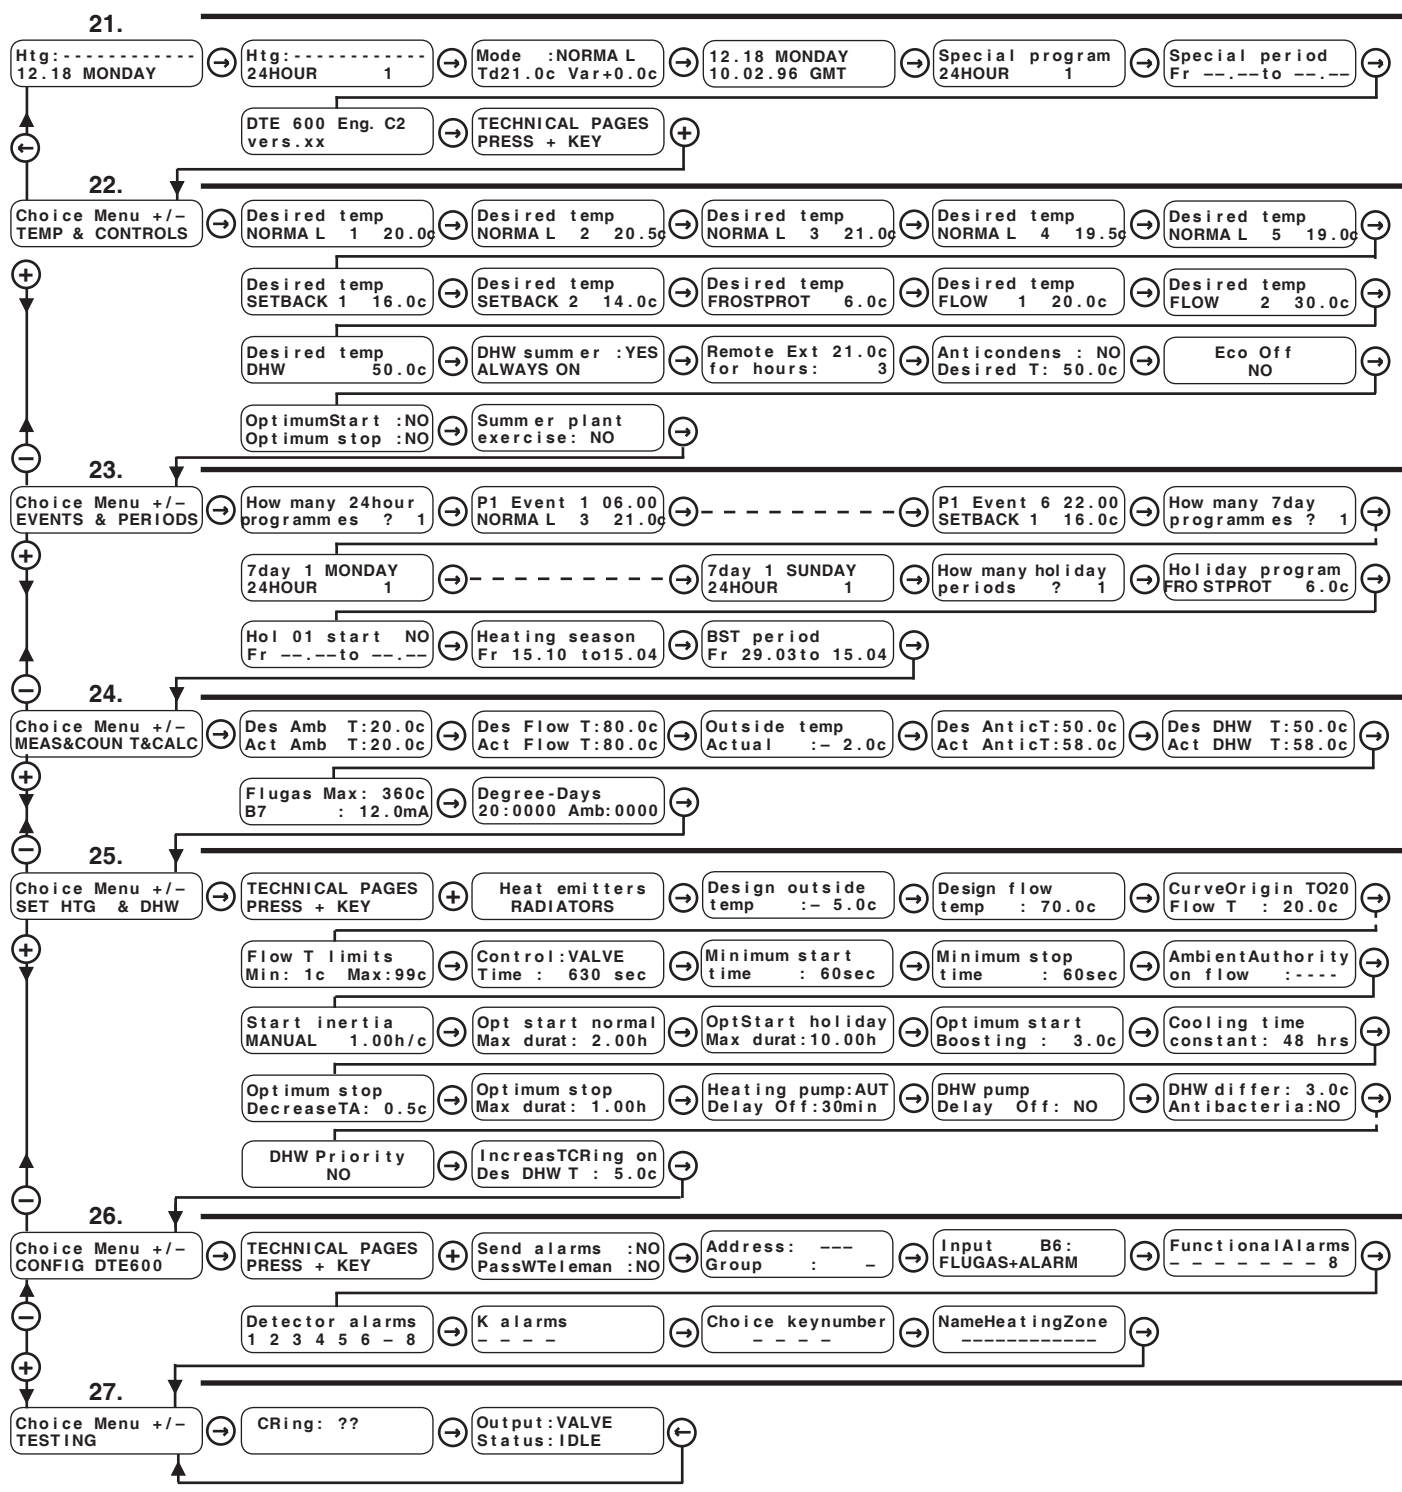 21.
Htg:------------
12.18 MONDAY
Htg:------------
24HOUR 1
Mode :NORMAL
Td21.0c Var+0.0c
12.18 MONDAY
10.02.96 GMT
Special program
24HOUR 1
Special period
Fr --.--to --.--
DTE 600 Eng. C2
vers.xx
TECHNICAL PAGES
PRESS + KEY
22.
Choice Menu +/-
TEMP & CONTROLS
Desired temp
NORMAL 1 20.0c
Desired temp
NORMAL 2 20.5c
Desired temp
NORMAL 3 21.0c
Desired temp
NORMAL 4 19.5c
Desired temp
NORMAL 5 19.0c
Desired temp
SETBACK 1 16.0c
Desired temp
SETBACK 2 14.0c
Desired temp
FROSTPROT 6.0c
Desired temp
FLOW 1 20.0c
Desired temp
FLOW 2 30.0c
Desired temp
DHW 50.0c
DHW summer :YES
ALWAYS ON
Remote Ext 21.0c
for hours: 3
Anticondens : NO
Desired T: 50.0c
Eco Off
NO
OptimumStart :NO
Optimum stop :NO
Summer plant
exercise: NO
23.
Choice Menu +/-
EVENTS & PERIODS
How many 24hour
programmes ? 1
P1 Event 1 06.00
NORMAL 3 21.0c
P1 Event 6 22.00
SETBACK 1 16.0c
How many 7day
programmes ? 1
7day 1 MONDAY
24HOUR 1
7day 1 SUNDAY
24HOUR 1
How many holiday
periods ? 1
Holiday program
FROSTPROT 6.0c
Hol 01 start NO
Fr --.--to --.--
Heating season
Fr 15.10 to15.04
BST period
Fr 29.03to 15.04
24.
Choice Menu +/-
MEAS&COUNT&CALC
Des Amb T:20.0c
Act Amb T:20.0c
Des Flow T:80.0c
Act Flow T:80.0c
Outside temp
Actual :- 2.0c
Des AnticT:50.0c
Act AnticT:58.0c
Des DHW T:50.0c
Act DHW T:58.0c
Flugas Max: 360c
B7 : 12.0mA
Degree-Days
20:0000 Amb:0000
25.
Choice Menu +/-
SET HTG & DHW
TECHNICAL PAGES
PRESS + KEY
Heat emitters
RADIATORS
Design outside
temp :- 5.0c
Design flow
temp : 70.0c
CurveOrigin TO20
Flow T : 20.0c
Flow T limits
Min: 1c Max:99c
Control:VALVE
Time : 630 sec
Minimum start
time : 60sec
Minimum stop
time : 60sec
AmbientAuthority
on flow :----
Start inertia
MANUAL 1.00h/c
Opt start normal
Max durat: 2.00h
OptStart holiday
Max durat:10.00h
Optimum start
Boosting : 3.0c
Cooling time
constant: 48 hrs
Optimum stop
DecreaseTA: 0.5c
Optimum stop
Max durat: 1.00h
Heating pump:AUT
Delay Off:30min
DHW pump
Delay Off: NO
DHW differ: 3.0c
Antibacteria:NO
DHW Priority
NO
IncreasTCRing on
Des DHW T : 5.0c
26.
Choice Menu +/-
CONFIG DTE600
TECHNICAL PAGES
PRESS + KEY
Send alarms :NO
PassWTeleman :NO
Address: ---
Group : -
Input B6:
FLUGAS+ALARM
FunctionalAlarms
- - - - - - - 8
Detector alarms
1 2 3 4 5 6 - 8
K alarms
- - - -
Choice keynumber
- - - -
NameHeatingZone
------------
27.
Choice Menu +/-
TESTING
CRing: ??
Output:VALVE
Status:IDLE